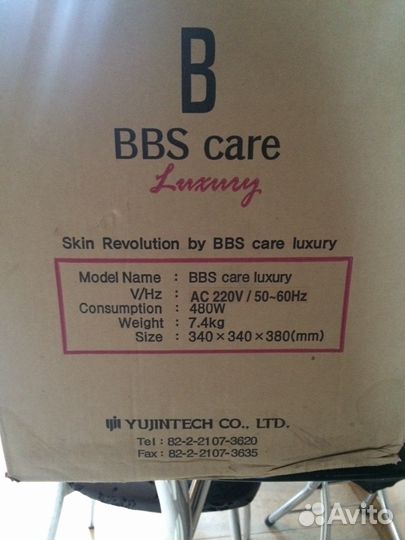 B
BBS care
Luxury
Skin Revolution by BBS care luxury
Model Name : BBS care luxury
V/Hz : AC 220V / 50~60Hz
Consumption : 480W
Weight : 7.4kg
Size : 340×340×380(mm)
YUJINTECH CO., LTD.
Tel : 82-2-2107-3620
Fax : 82-2-2107-3635
Avito